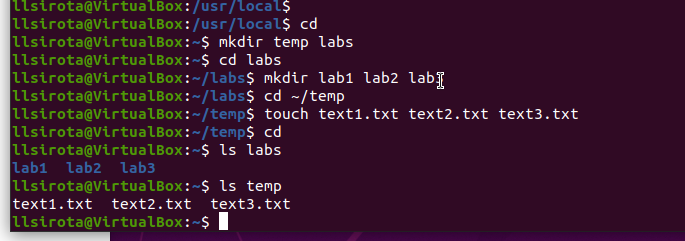 llsirota@VirtualBox:/usr/local$
llsirota@VirtualBox:/usr/local$ cd
llsirota@VirtualBox:~$ mkdir temp labs
llsirota@VirtualBox:~$ cd labs
llsirota@VirtualBox:~/labs$ mkdir lab1 lab2 lab
llsirota@VirtualBox:~/labs$ cd ~/temp
llsirota@VirtualBox:~/temp$ touch text1.txt text2.txt text3.txt
llsirota@VirtualBox:~/temp$ cd
llsirota@VirtualBox:~$ ls labs
lab1 lab2 lab3
llsirota@VirtualBox:~$ ls temp
text1.txt text2.txt text3.txt
llsirota@VirtualBox:~$